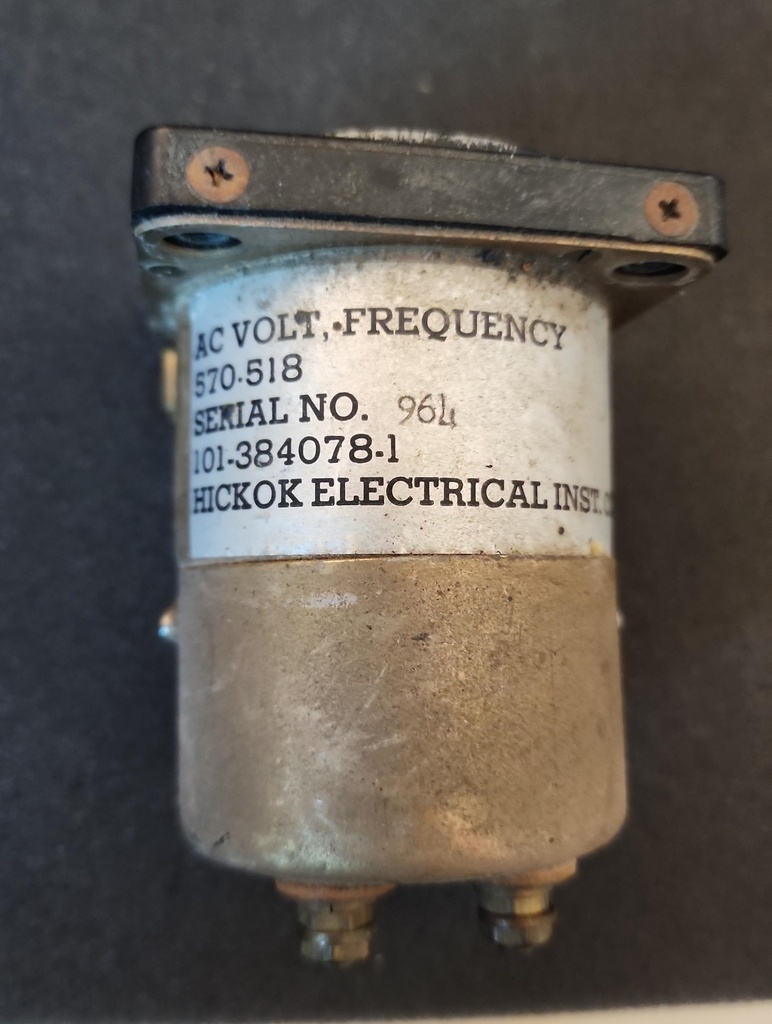 AC VOLT, FREQUENCY
570-518
SERIAL NO. 964
101-384078-1
HICKOK ELECTRICAL INST.